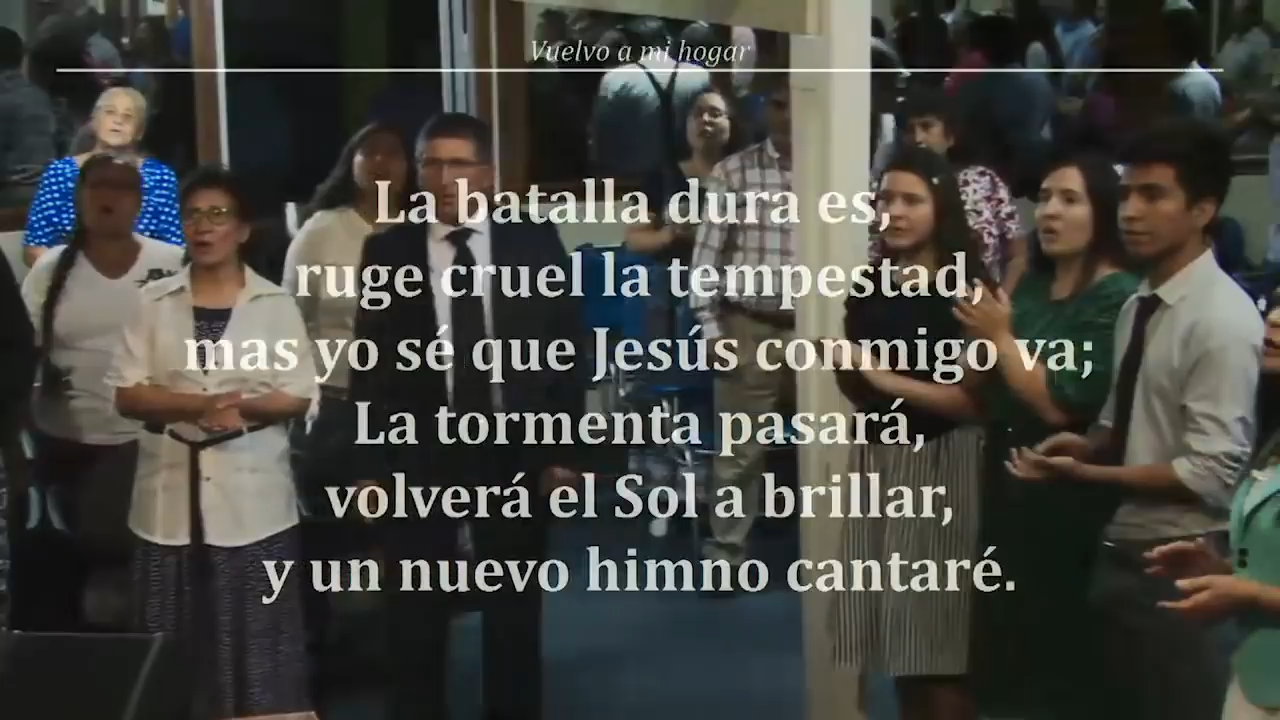 Vuelvo a mi hogar
La batalla dura es,
ruge cruel la tempestad,
mas yo sé que Jesús conmigo va;
La tormenta pasará,
volverá el Sol a brillar,
y un nuevo himno cantaré.